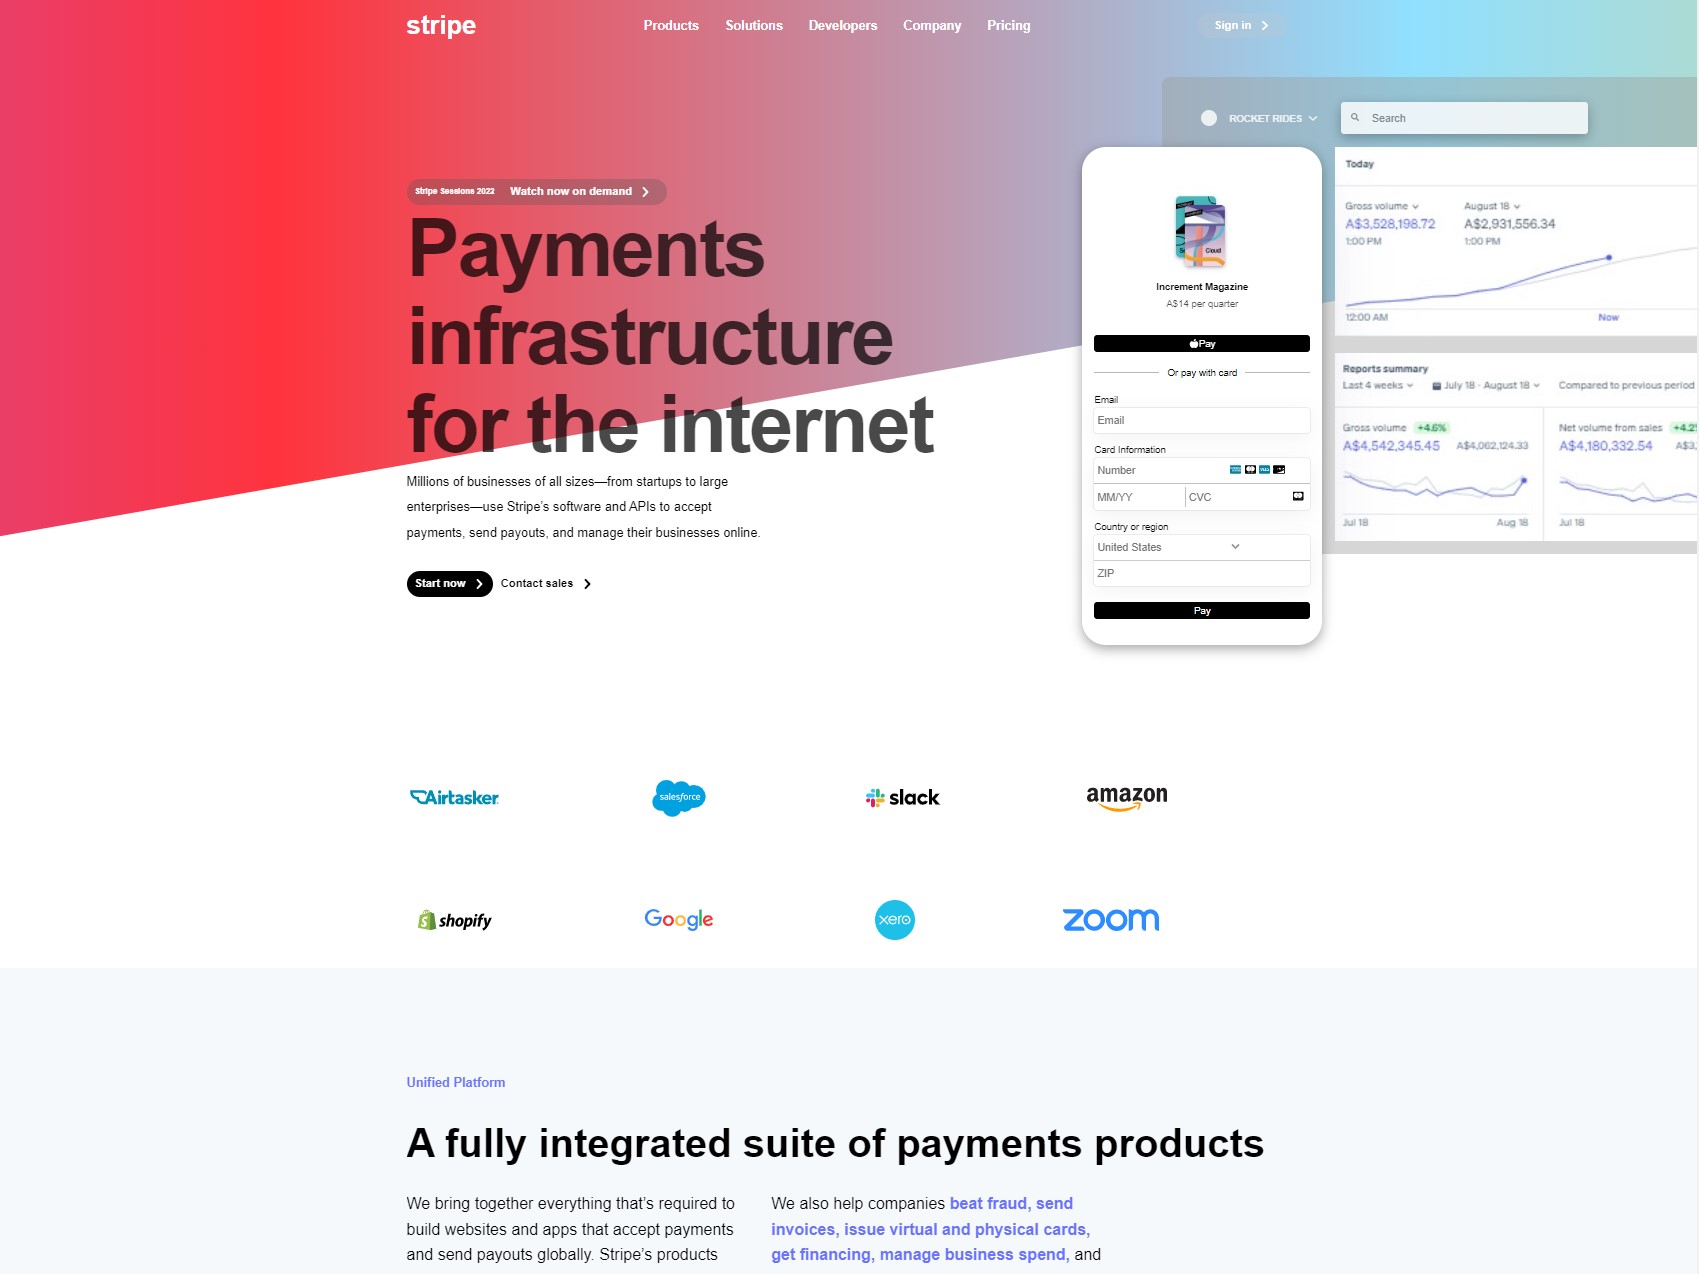 stripe
Products Solutions Developers Company Pricing
Sign in
Stripe Sessions 2022 Watch now on demand
Payments
infrastructure
for the internet
Millions of businesses of all sizes—from startups to large
enterprises—use Stripe’s software and APIs to accept
payments, send payouts, and manage their businesses online.
Start now
Contact sales
Cloud
Increment Magazine
A$14 per quarter
Pay
Or pay with card
Email
Email
Card Information
Number
VISA
MM/YY CVC
Country or region
United States
ZIP
Pay
ROCKET RIDES
Search
Today
Gross volume August 18
A$3,528,198.72 A$2,931,556.34
1:00 PM 1:00 PM
12:00 AM Now
Reports summary
Last 4 weeks July 18 - August 18 Compared to previous period
Gross volume +4.6% Net volume from sales +4.2
A$4,542,345.45 A$4,062,124.33 A$4,180,332.54 A$3,
Jul 18 Aug 18 Jul 18
Airtasker
salesforce
slack
amazon
shopify
Google
xero
zoom
Unified Platform
A fully integrated suite of payments products
We bring together everything that’s required to
build websites and apps that accept payments
and send payouts globally. Stripe’s products
We also help companies beat fraud, send
invoices, issue virtual and physical cards,
get financing, manage business spend, and